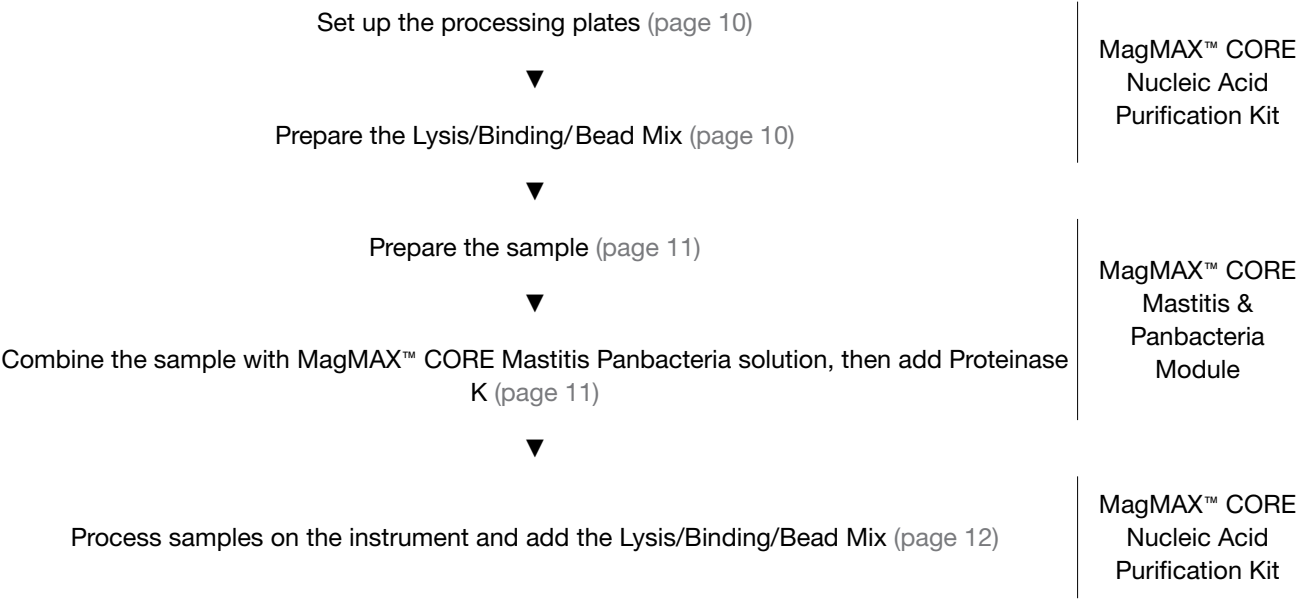 Set up the processing plates (page 10)
▼
Prepare the Lysis/Binding/Bead Mix (page 10)
MagMAX™ CORE
Nucleic Acid
Purification Kit
▼
Prepare the sample (page 11)
▼
Combine the sample with MagMAX™ CORE Mastitis Panbacteria solution, then add Proteinase
K (page 11)
MagMAX™ CORE
Mastitis &
Panbacteria
Module
▼
Process samples on the instrument and add the Lysis/Binding/Bead Mix (page 12)
MagMAX™ CORE
Nucleic Acid
Purification Kit